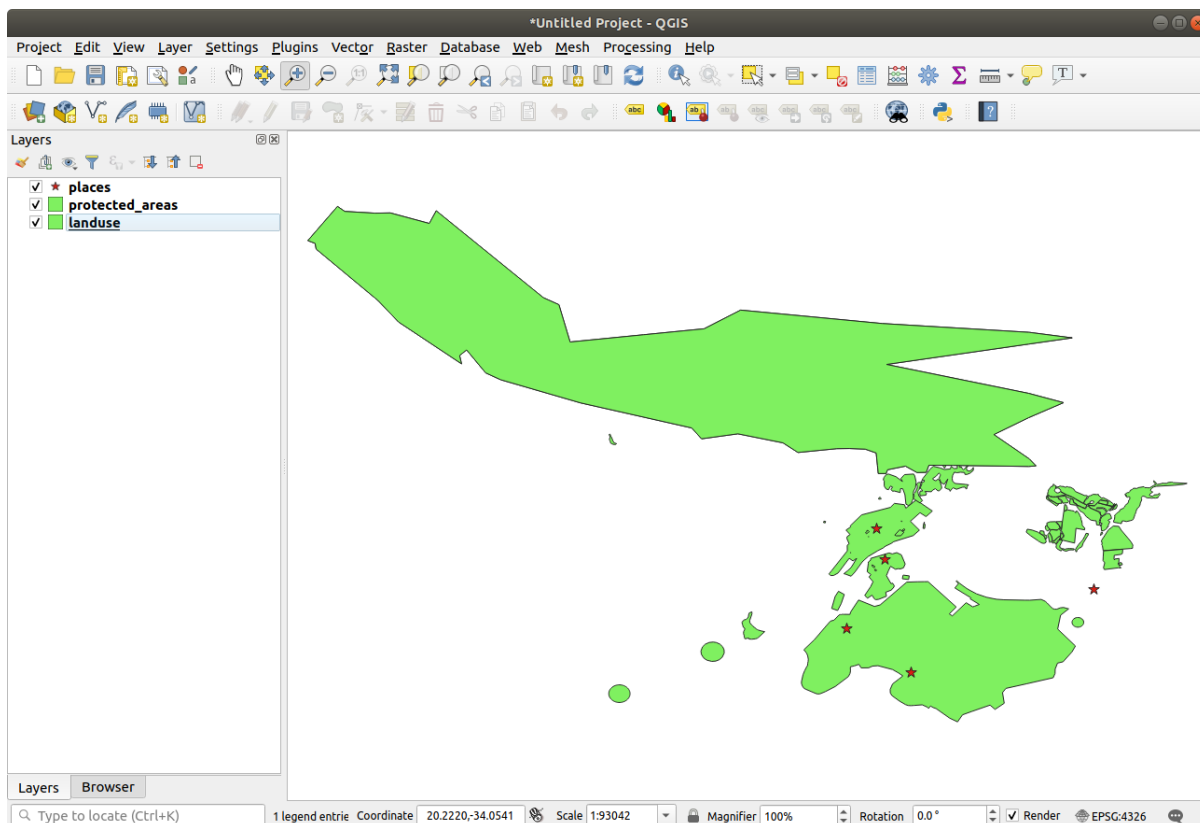 *Untitled Project - QGIS
Project Edit View Layer Settings Plugins Vector Raster Database Web Mesh Processing Help
Layers
places
protected_areas
landuse
Layers Browser
Type to locate (Ctrl+K) 1 legend entrie Coordinate 20.2220,-34.0541 Scale 1:93042 Magnifier 100% Rotation 0.0° Render EPSG:4326